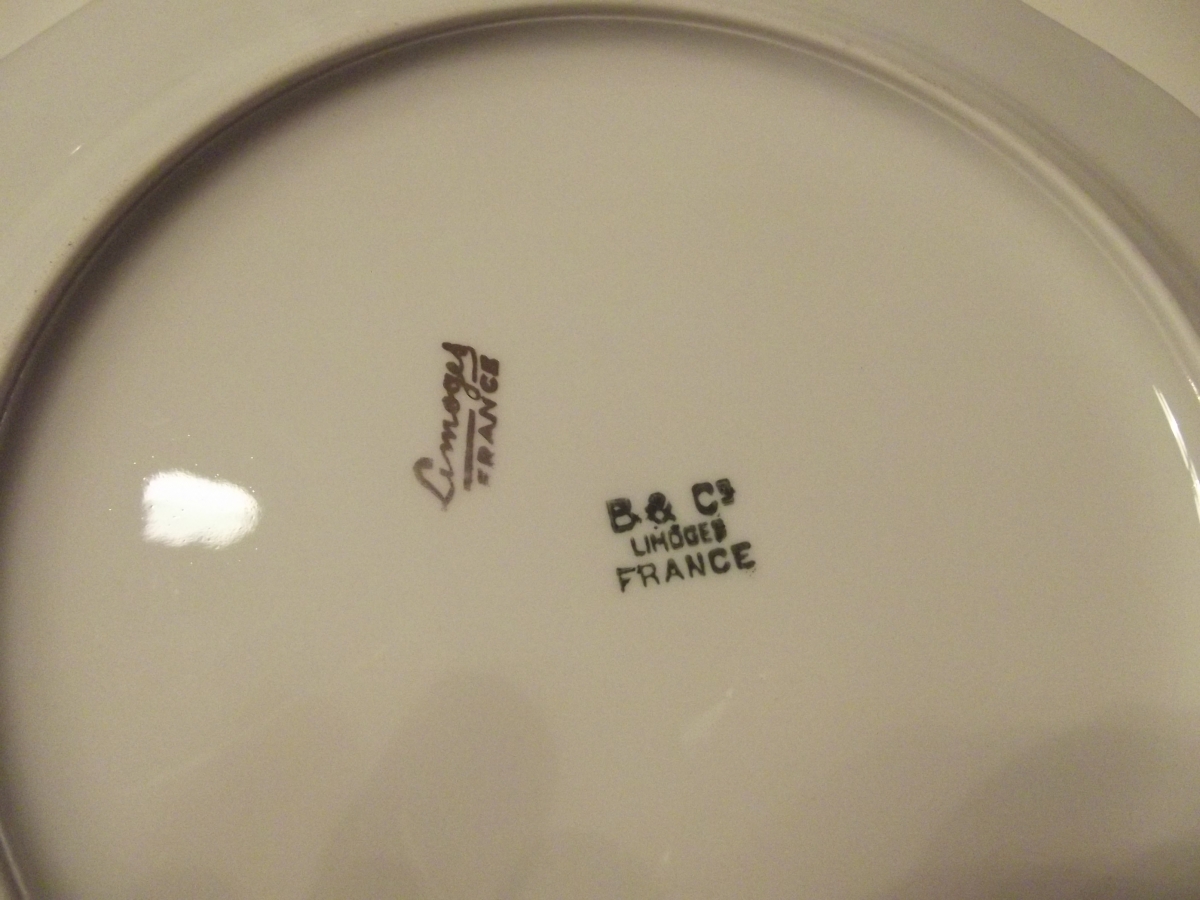 Limoges
FRANCE
B. & Co
LIMOGES
FRANCE